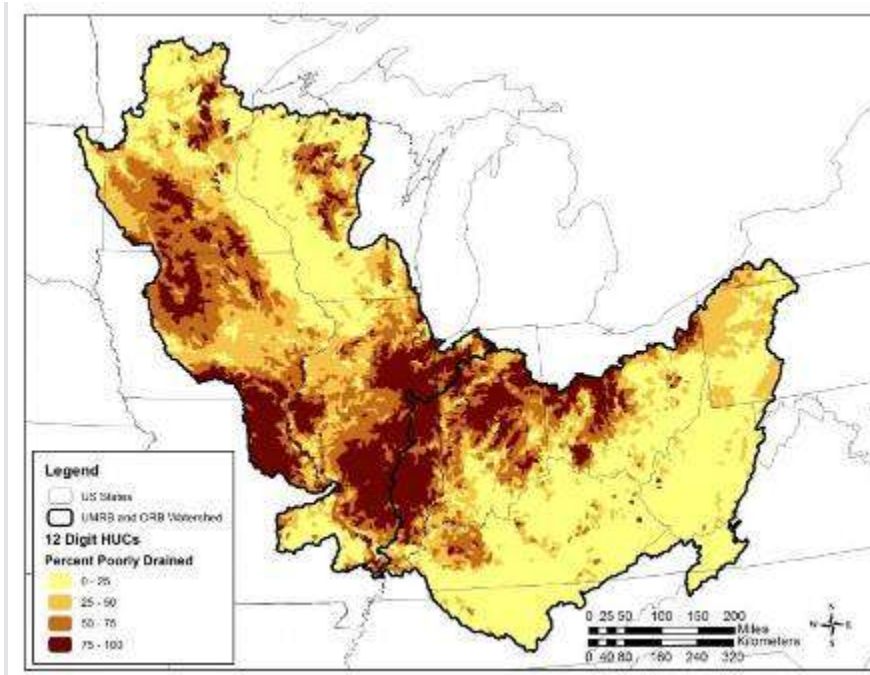 Legend
US States
UMRB and ORB Watershed
12 Digit HUCs
Percent Poorly Drained
0 - 25
25 - 50
50 - 75
75 - 100
0 25 50 100 150 200
Miles
Kilometers
0 40 80 160 240 320
N
W E
S